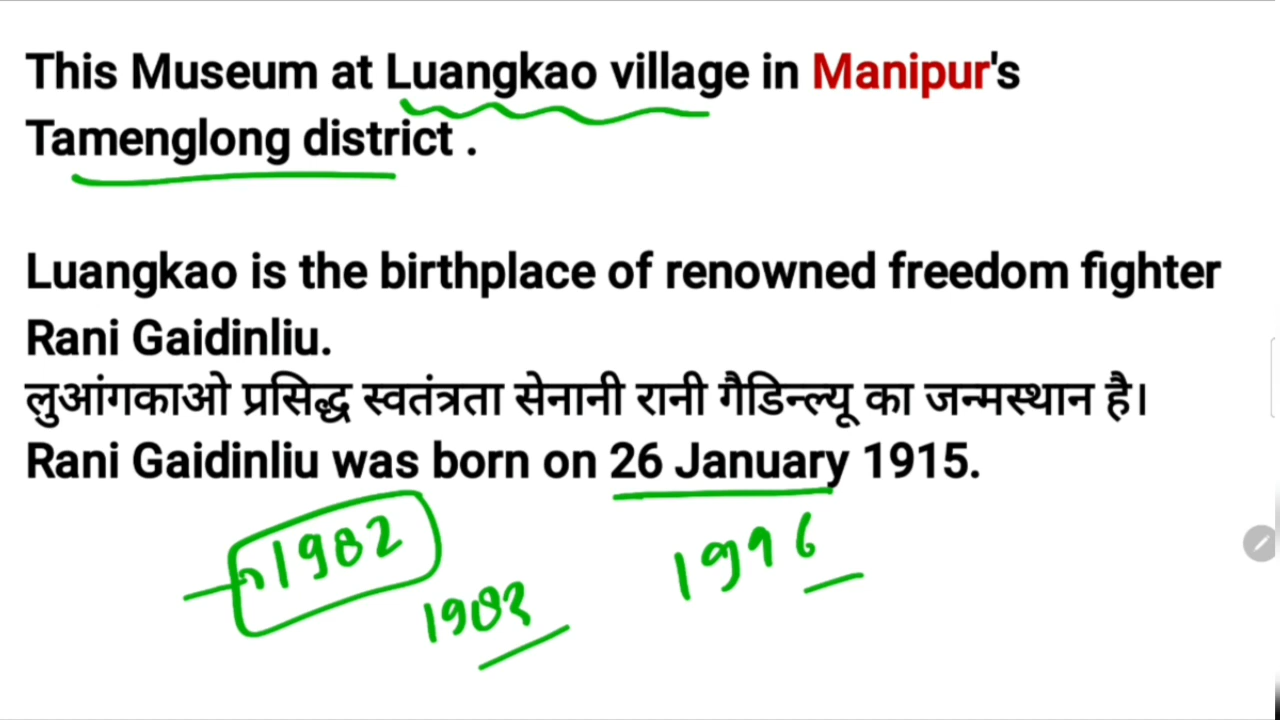 This Museum at Luangkao village in Manipur's
Tamenglong district .
Luangkao is the birthplace of renowned freedom fighter
Rani Gaidinliu.
लुआंगकाओ प्रसिद्ध स्वतंत्रता सेनानी रानी गैडिन्ल्यू का जन्मस्थान है।
Rani Gaidinliu was born on 26 January 1915.
1982
1996
1982